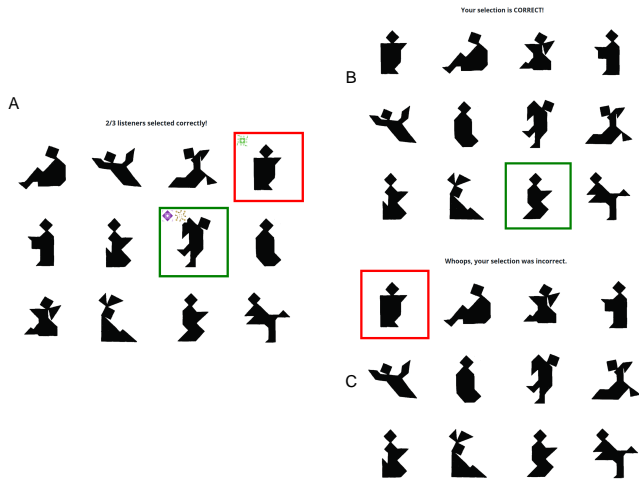 Your selection is CORRECT!
B
A
2/3 listeners selected correctly!
Whoops, your selection was incorrect.
C